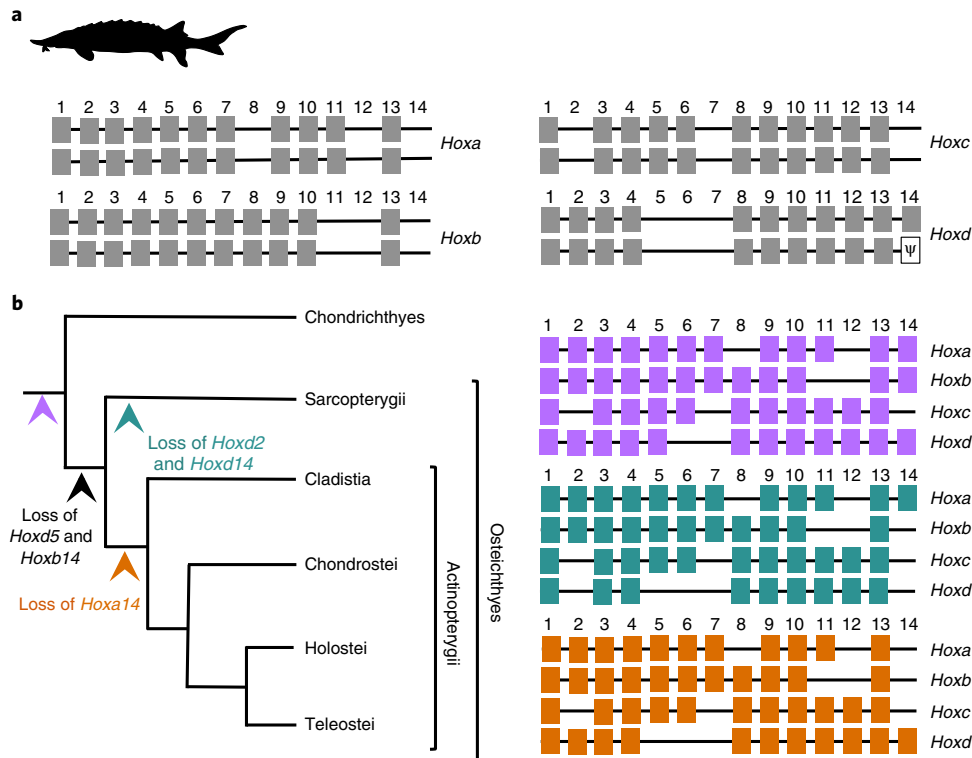 a
1 2 3 4 5 6 7 8 9 10 11 12 13 14
Hoxa
Hoxb
1 2 3 4 5 6 7 8 9 10 11 12 13 14
1 2 3 4 5 6 7 8 9 10 11 12 13 14
Hoxc
1 2 3 4 5 6 7 8 9 10 11 12 13 14
Hoxd
ψ
b
Chondrichthyes
Sarcopterygii
Loss of Hoxd2
and Hoxd14
Cladistia
Loss of
Hoxd5 and
Hoxb14
Chondrostei
Loss of Hoxa14
Holostei
Teleostei
Actinopterygii
Osteichthyes
1 2 3 4 5 6 7 8 9 10 11 12 13 14
Hoxa
Hoxb
Hoxc
Hoxd
1 2 3 4 5 6 7 8 9 10 11 12 13 14
Hoxa
Hoxb
Hoxc
Hoxd
1 2 3 4 5 6 7 8 9 10 11 12 13 14
Hoxa
Hoxb
Hoxc
Hoxd